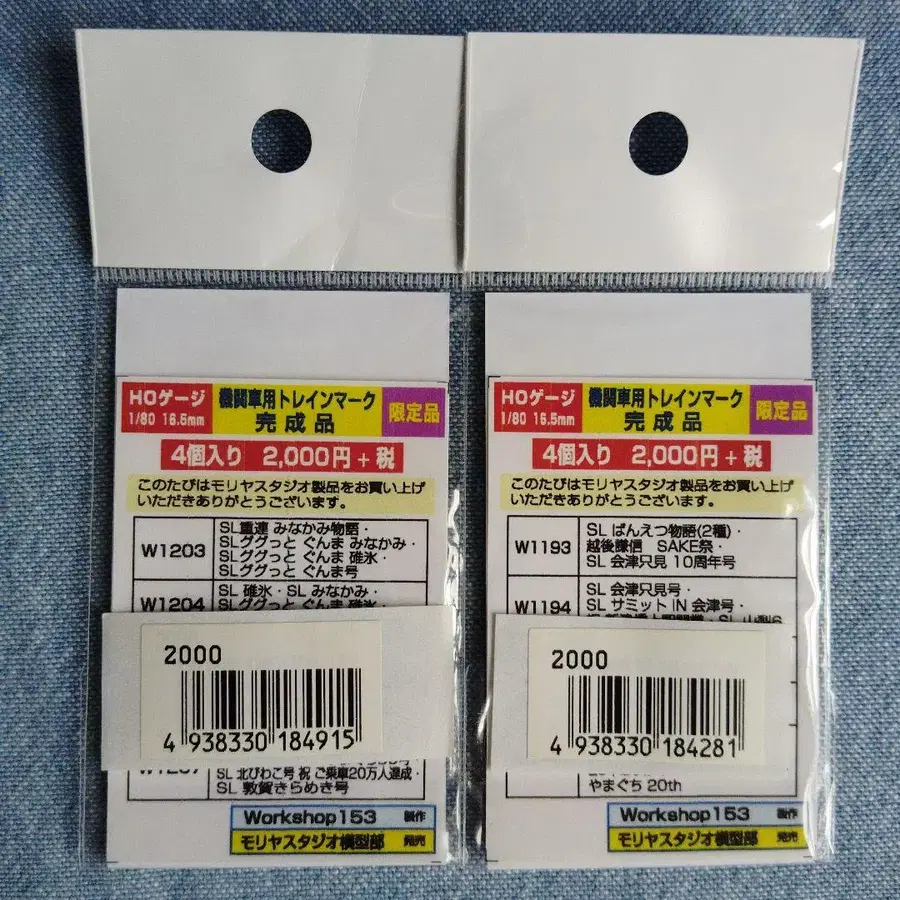 HOゲージ
1/80 16.5mm
機関車用トレインマーク
完成品
限定品
4個入り 2,000円+税
このたびはモリヤスタジオ製品をお買い上げ
いただきありがとうございます。
W1203
SL重連 みなかみ物語・
SLググっと ぐんま みなかみ・
SLググっと ぐんま 碓氷・
SLググっと ぐんま号
W1204
SL 碓氷・SL みなかみ・
SLググっと ぐんま 碓氷・
2000
4 938330 184915
SL 北びわこ号 祝 ご乗車20万人達成・
SL 敦賀きらめき号
Workshop153 製作
モリヤスタジオ模型部 発売
HOゲージ
1/80 16.5mm
機関車用トレインマーク
完成品
限定品
4個入り 2,000円+税
このたびはモリヤスタジオ製品をお買い上げ
いただきありがとうございます。
W1193
SL ばんえつ物語(2種)・
越後謙信 SAKE祭・
SL 会津只見 10周年号
W1194
SL 会津只見号・
SL サミット IN 会津号・
2000
4 938330 184281
やまぐち 20th
Workshop153 製作
モリヤスタジオ模型部 発売